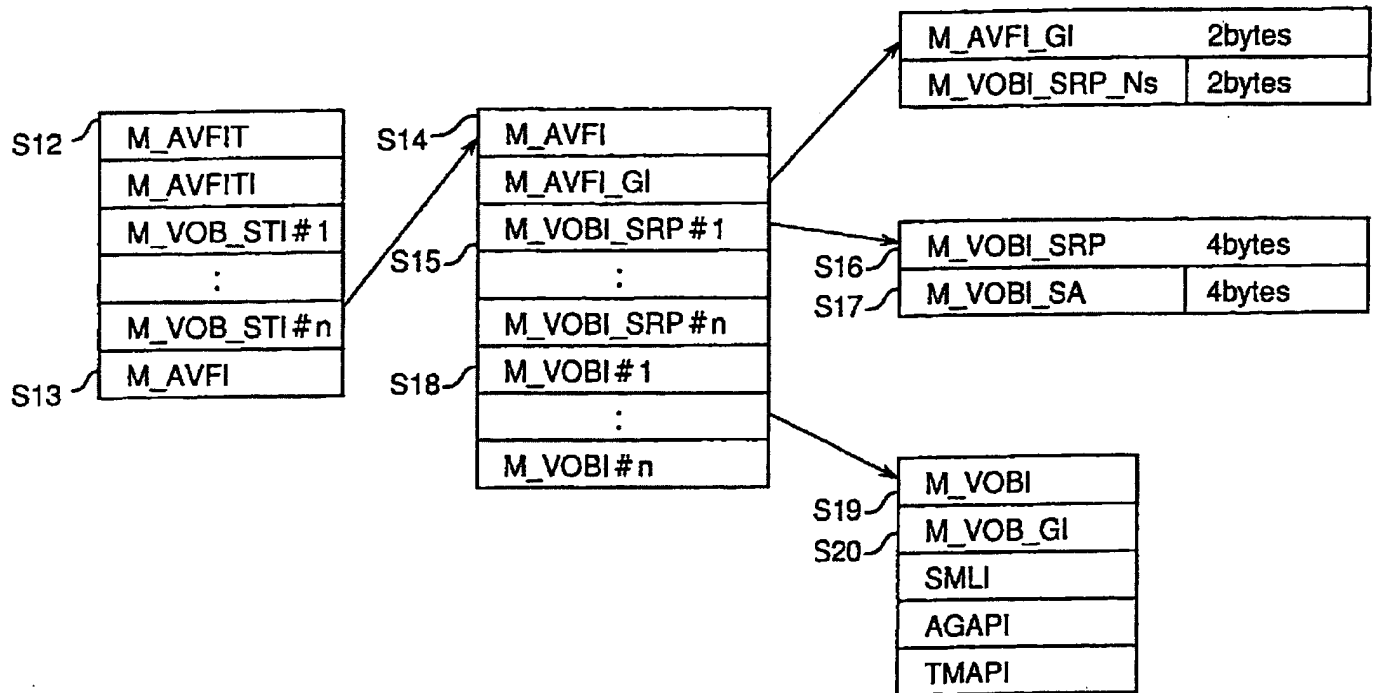 M_AVFI_GI 2bytes
M_VOBI_SRP_Ns 2bytes
S12
M_AVFIT
M_AVFITI
M_VOB_STI#1
:
M_VOB_STI#n
S13
M_AVFI
S14
M_AVFI
M_AVFI_GI
S15
M_VOBI_SRP#1
:
M_VOBI_SRP#n
S18
M_VOBI#1
:
M_VOBI#n
S16
M_VOBI_SRP 4bytes
S17
M_VOBI_SA 4bytes
S19
M_VOBI
S20
M_VOB_GI
SMLI
AGAPI
TMAPI